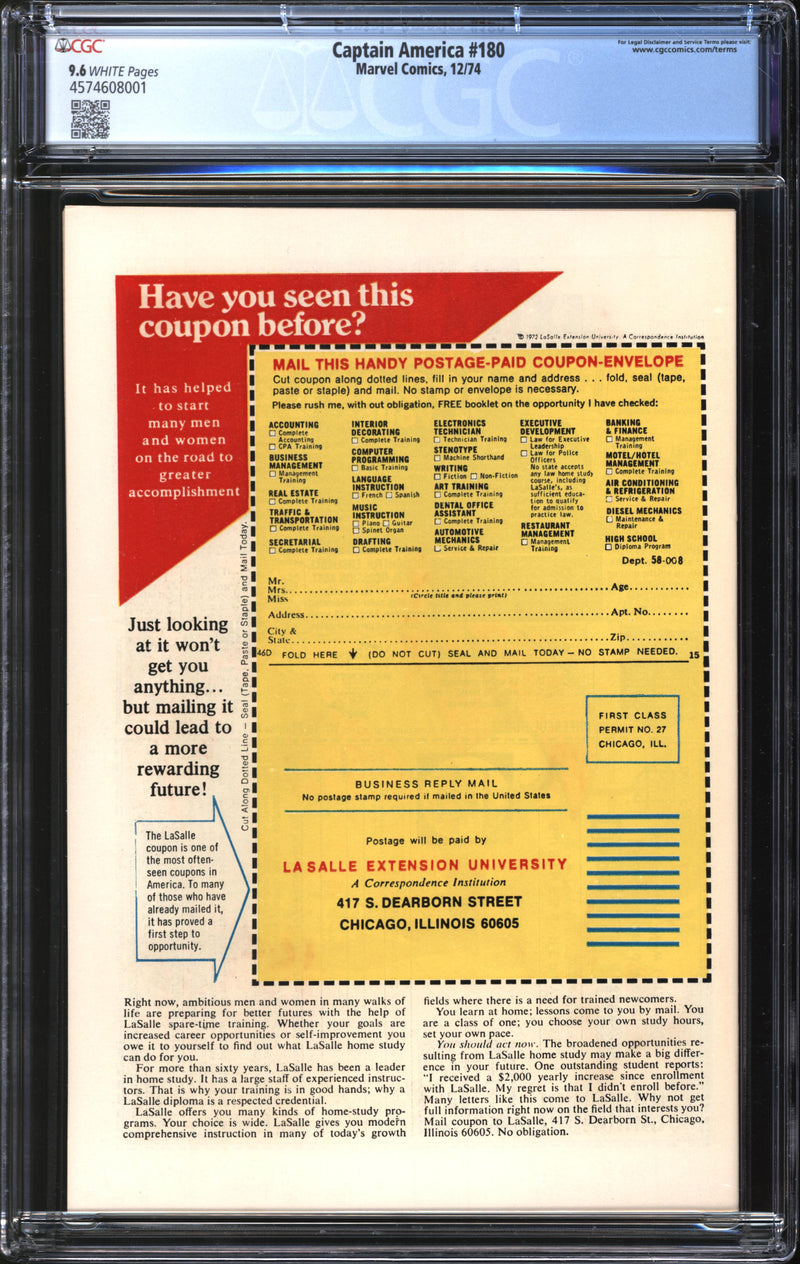 CGC
9.6 WHITE Pages
4574608001
Captain America #180
Marvel Comics, 12/74
For Legal Disclaimer and Service Terms please visit:
www.cgccomics.com/terms
CGC
Have you seen this
coupon before?
It has helped
to start
many men
and women
on the road to
greater
accomplishment
Just looking
at it won't
get you
anything...
but mailing it
could lead to
a more
rewarding
future!
The LaSalle
coupon is one of
the most often-
seen coupons in
America. To many
of those who have
already mailed it,
it has proved a
first step to
opportunity.
Cut Along Dotted Line – Seal (Tape, Paste or Staple) and Mail Today.
© 1972 LaSalle Extension University. A Correspondence Institution
MAIL THIS HANDY POSTAGE-PAID COUPON-ENVELOPE
Cut coupon along dotted lines, fill in your name and address . . . fold, seal (tape,
paste or staple) and mail. No stamp or envelope is necessary.
Please rush me, with out obligation, FREE booklet on the opportunity I have checked:
ACCOUNTING
☐ Complete
Accounting
☐ CPA Training
BUSINESS
MANAGEMENT
☐ Management
Training
REAL ESTATE
☐ Complete Training
TRAFFIC &
TRANSPORTATION
☐ Complete Training
SECRETARIAL
☐ Complete Training
INTERIOR
DECORATING
☐ Complete Training
COMPUTER
PROGRAMMING
☐ Basic Training
LANGUAGE
INSTRUCTION
☐ French ☐ Spanish
MUSIC
INSTRUCTION
☐ Piano ☐ Guitar
☐ Spinet Organ
DRAFTING
☐ Complete Training
ELECTRONICS
TECHNICIAN
☐ Technician Training
STENOTYPE
☐ Machine Shorthand
WRITING
☐ Fiction ☐ Non-Fiction
ART TRAINING
☐ Complete Training
DENTAL OFFICE
ASSISTANT
☐ Complete Training
AUTOMOTIVE
MECHANICS
☐ Service & Repair
EXECUTIVE
DEVELOPMENT
☐ Law for Executive
Leadership
☐ Law for Police
Officers
No state accepts
any law home study
course, including
LaSalle's, as
sufficient educa-
tion to qualify
for admission to
practice law.
RESTAURANT
MANAGEMENT
☐ Management
Training
BANKING
& FINANCE
☐ Management
Training
MOTEL/HOTEL
MANAGEMENT
☐ Complete Training
AIR CONDITIONING
& REFRIGERATION
☐ Service & Repair
DIESEL MECHANICS
☐ Maintenance &
Repair
HIGH SCHOOL
☐ Diploma Program
Dept. 58-008
Mr.
Mrs. Age
Miss (Circle title and please print)
Address Apt. No.
City &
State Zip
46D FOLD HERE ↓ (DO NOT CUT) SEAL AND MAIL TODAY – NO STAMP NEEDED. 15
FIRST CLASS
PERMIT NO. 27
CHICAGO, ILL.
BUSINESS REPLY MAIL
No postage stamp required if mailed in the United States
Postage will be paid by
LA SALLE EXTENSION UNIVERSITY
A Correspondence Institution
417 S. DEARBORN STREET
CHICAGO, ILLINOIS 60605
Right now, ambitious men and women in many walks of
life are preparing for better futures with the help of
LaSalle spare-time training. Whether your goals are
increased career opportunities or self-improvement you
owe it to yourself to find out what LaSalle home study
can do for you.
For more than sixty years, LaSalle has been a leader
in home study. It has a large staff of experienced instruc-
tors. That is why your training is in good hands; why a
LaSalle diploma is a respected credential.
LaSalle offers you many kinds of home-study pro-
grams. Your choice is wide. LaSalle gives you modern
comprehensive instruction in many of today's growth
fields where there is a need for trained newcomers.
You learn at home; lessons come to you by mail. You
are a class of one; you choose your own study hours,
set your own pace.
You should act now. The broadened opportunities re-
sulting from LaSalle home study may make a big differ-
ence in your future. One outstanding student reports:
"I received a $2,000 yearly increase since enrollment
with LaSalle. My regret is that I didn't enroll before."
Many letters like this come to LaSalle. Why not get
full information right now on the field that interests you?
Mail coupon to LaSalle, 417 S. Dearborn St., Chicago,
Illinois 60605. No obligation.